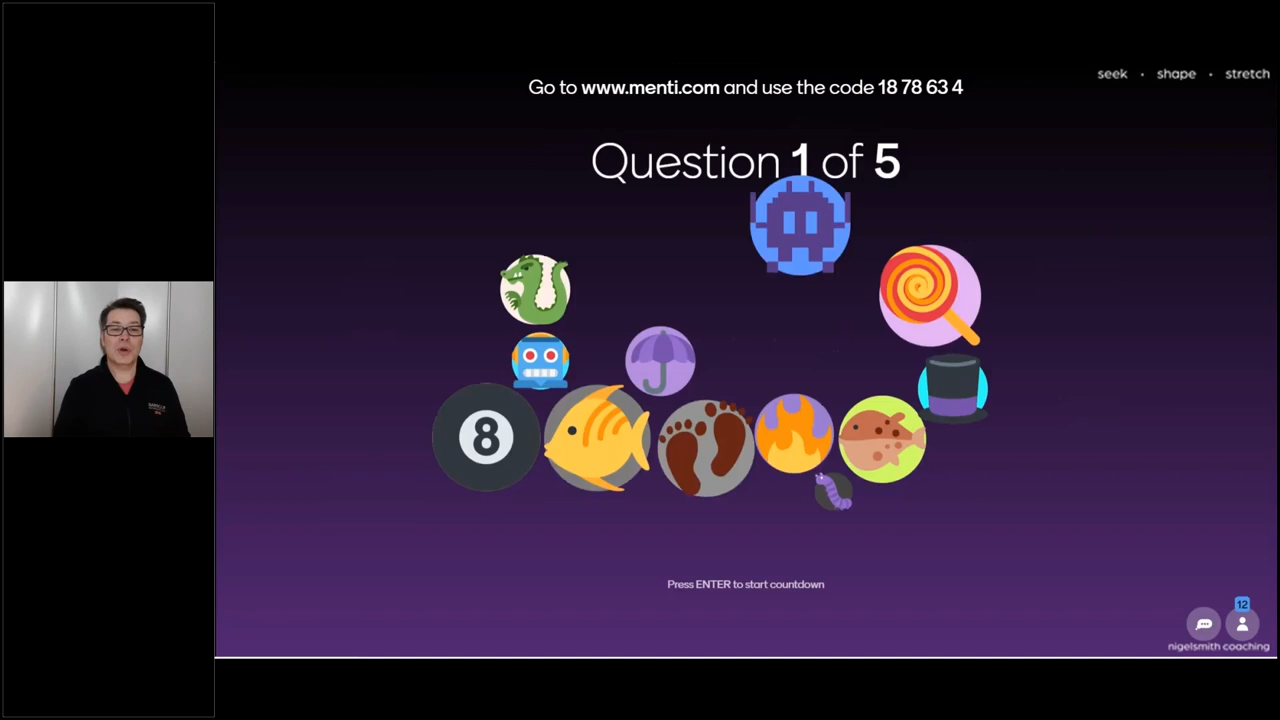 Go to www.menti.com and use the code 18 78 63 4
seek · shape · stretch
Question 1 of 5
8
Press ENTER to start countdown
12
nigelsmith coaching